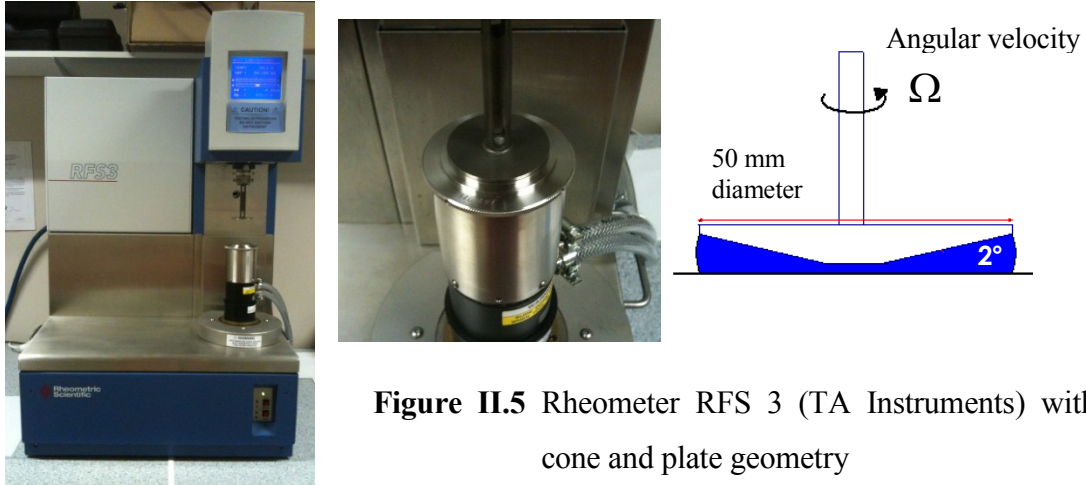 RFS3
CAUTION!
Rheometric
Scientific
Angular velocity
Ω
50 mm
diameter
2°
Figure II.5 Rheometer RFS 3 (TA Instruments) with
cone and plate geometry